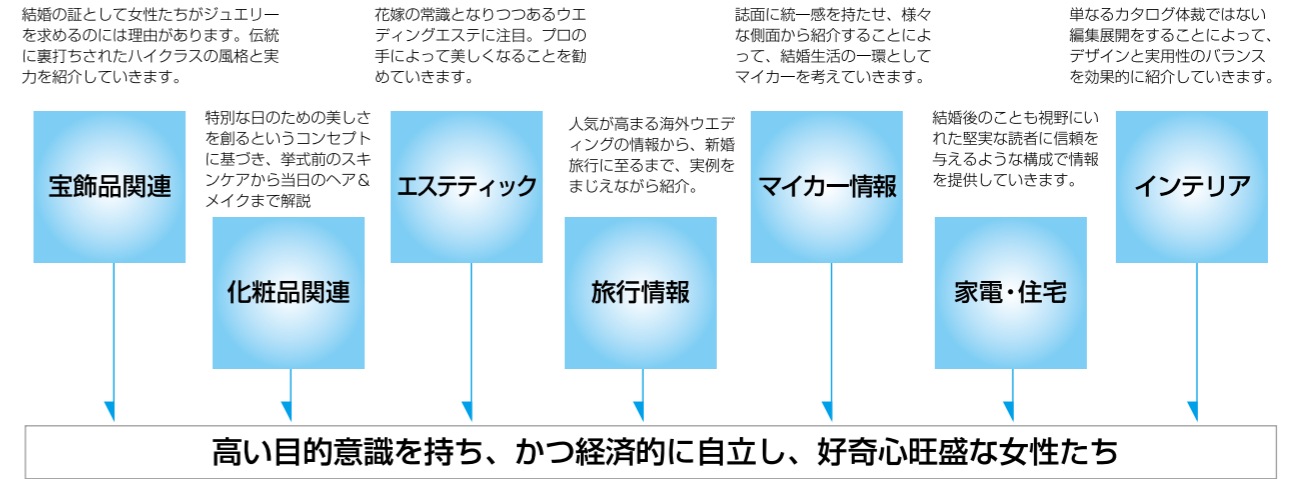 結婚の証として女性たちがジュエリー
を求めるのには理由があります。伝統
に裏打ちされたハイクラスの風格と実
力を紹介していきます。
宝飾品関連
特別な日のための美しさ
を創るというコンセプト
に基づき、挙式前のスキ
ンケアから当日のヘア&
メイクまで解説
化粧品関連
花嫁の常識となりつつあるウエ
ディングエステに注目。プロの
手によって美しくなることを勧
めていきます。
エステティック
人気が高まる海外ウエデ
ィングの情報から、新婚
旅行に至るまで、実例を
まじえながら紹介。
旅行情報
誌面に統一感を持たせ、様々
な側面から紹介することによ
って、結婚生活の一環として
マイカーを考えていきます。
マイカー情報
結婚後のことも視野にい
れた堅実な読者に信頼を
与えるような構成で情報
を提供していきます。
家電・住宅
単なるカタログ体裁ではない
編集展開をすることによって、
デザインと実用性のバランス
を効果的に紹介していきます。
インテリア
高い目的意識を持ち、かつ経済的に自立し、好奇心旺盛な女性たち